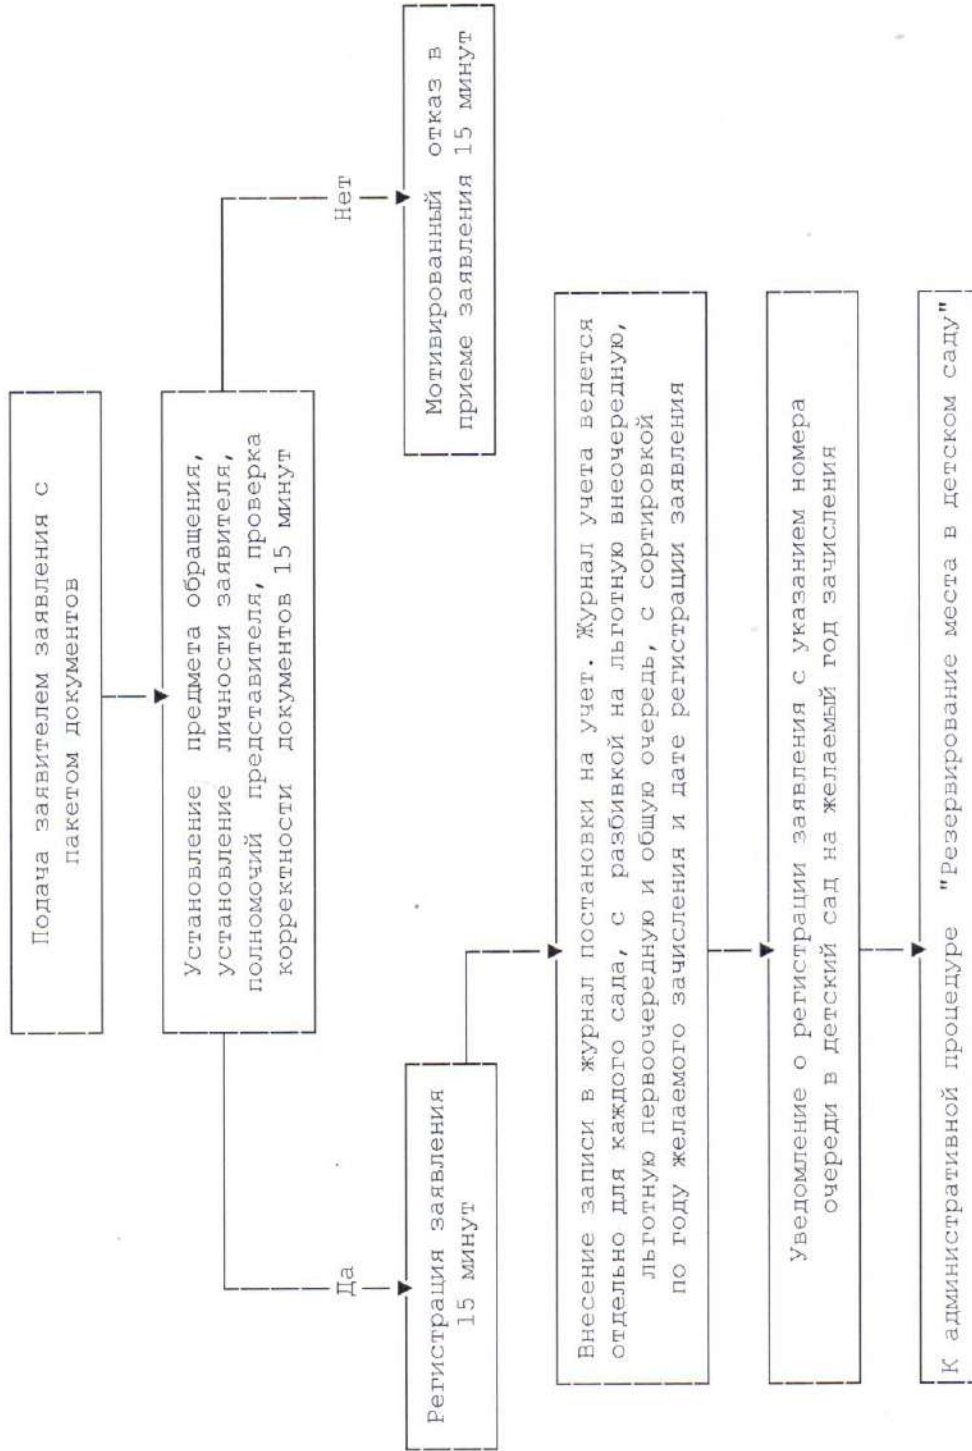 Подача заявителем заявления с
пакетом документов
Установление предмета обращения,
установление личности заявителя,
полномочий представителя, проверка
корректности документов 15 минут
Да
Нет
Регистрация заявления
15 минут
Мотивированный отказ в
приеме заявления 15 минут
Внесение записи в журнал постановки на учет. Журнал учета ведется
отдельно для каждого сада, с разбивкой на льготную внеочередную,
льготную первоочередную и общую очередь, с сортировкой
по году желаемого зачисления и дате регистрации заявления
Уведомление о регистрации заявления с указанием номера
очереди в детский сад на желаемый год зачисления
К административной процедуре "Резервирование места в детском саду"